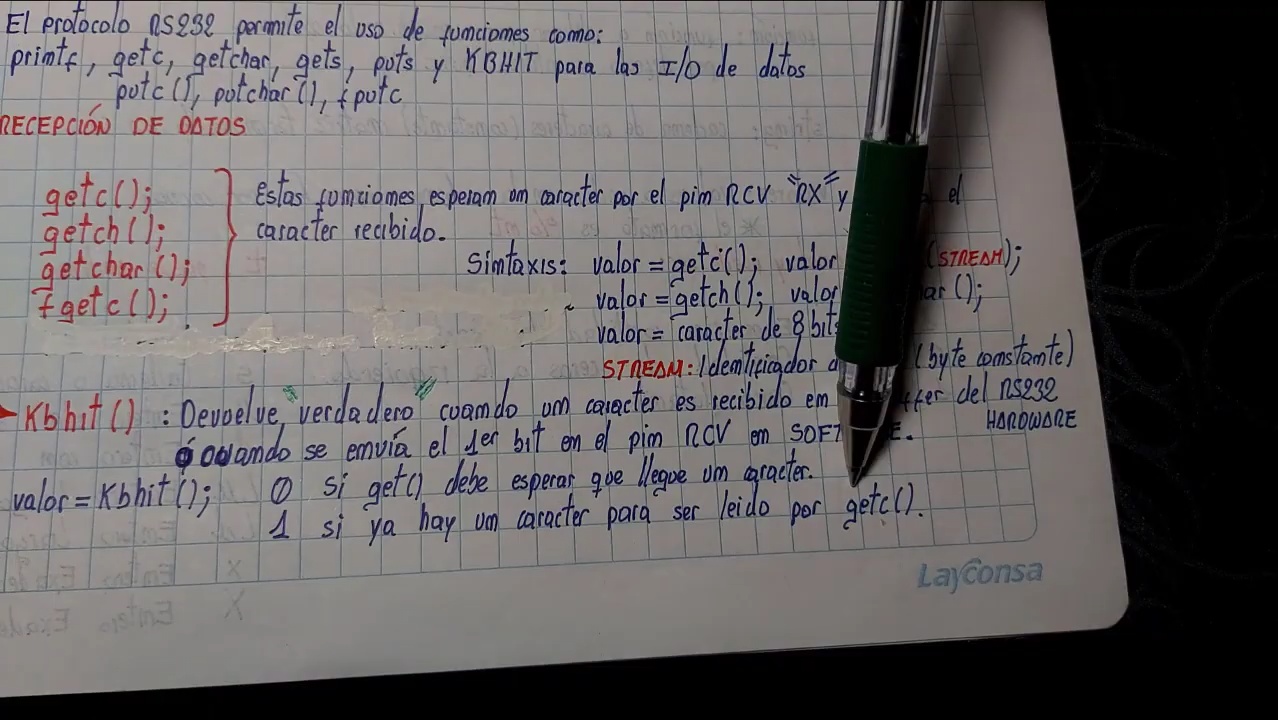 El protocolo RS232 permite el uso de funciones como:
printf, getc, getchar, gets, puts y KBHIT para las I/O de datos
putc(), putchar(), fputc
RECEPCIÓN DE DATOS
getc();
getch();
getchar();
fgetc();
Estas funciones esperan un caracter por el pin RCV "RX" y el
caracter recibido.
Sintaxis: valor = getc(); valor (STREAM);
valor = getch(); valor ar();
valor = caracter de 8 bits
STREAM: Identificador (byte constante)
Kbhit() : Devuelve "verdadero" cuando un caracter es recibido en ffer del RS232
HARDWARE
ó cuando se envía el 1er bit en el pin RCV en SOFT E.
valor = Kbhit(); 0 si get() debe esperar que llegue un caracter.
1 si ya hay un caracter para ser leido por getc().
Layconsa